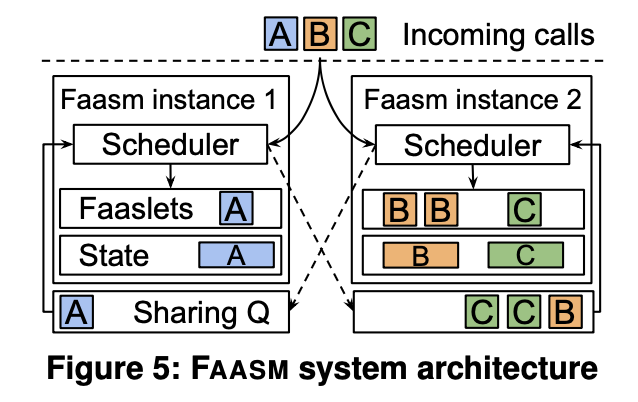 A B C Incoming calls
Faasm instance 1
Faasm instance 2
Scheduler
Scheduler
Faaslets A
B B C
State A
B C
A Sharing Q
C C B
Figure 5: FAASM system architecture